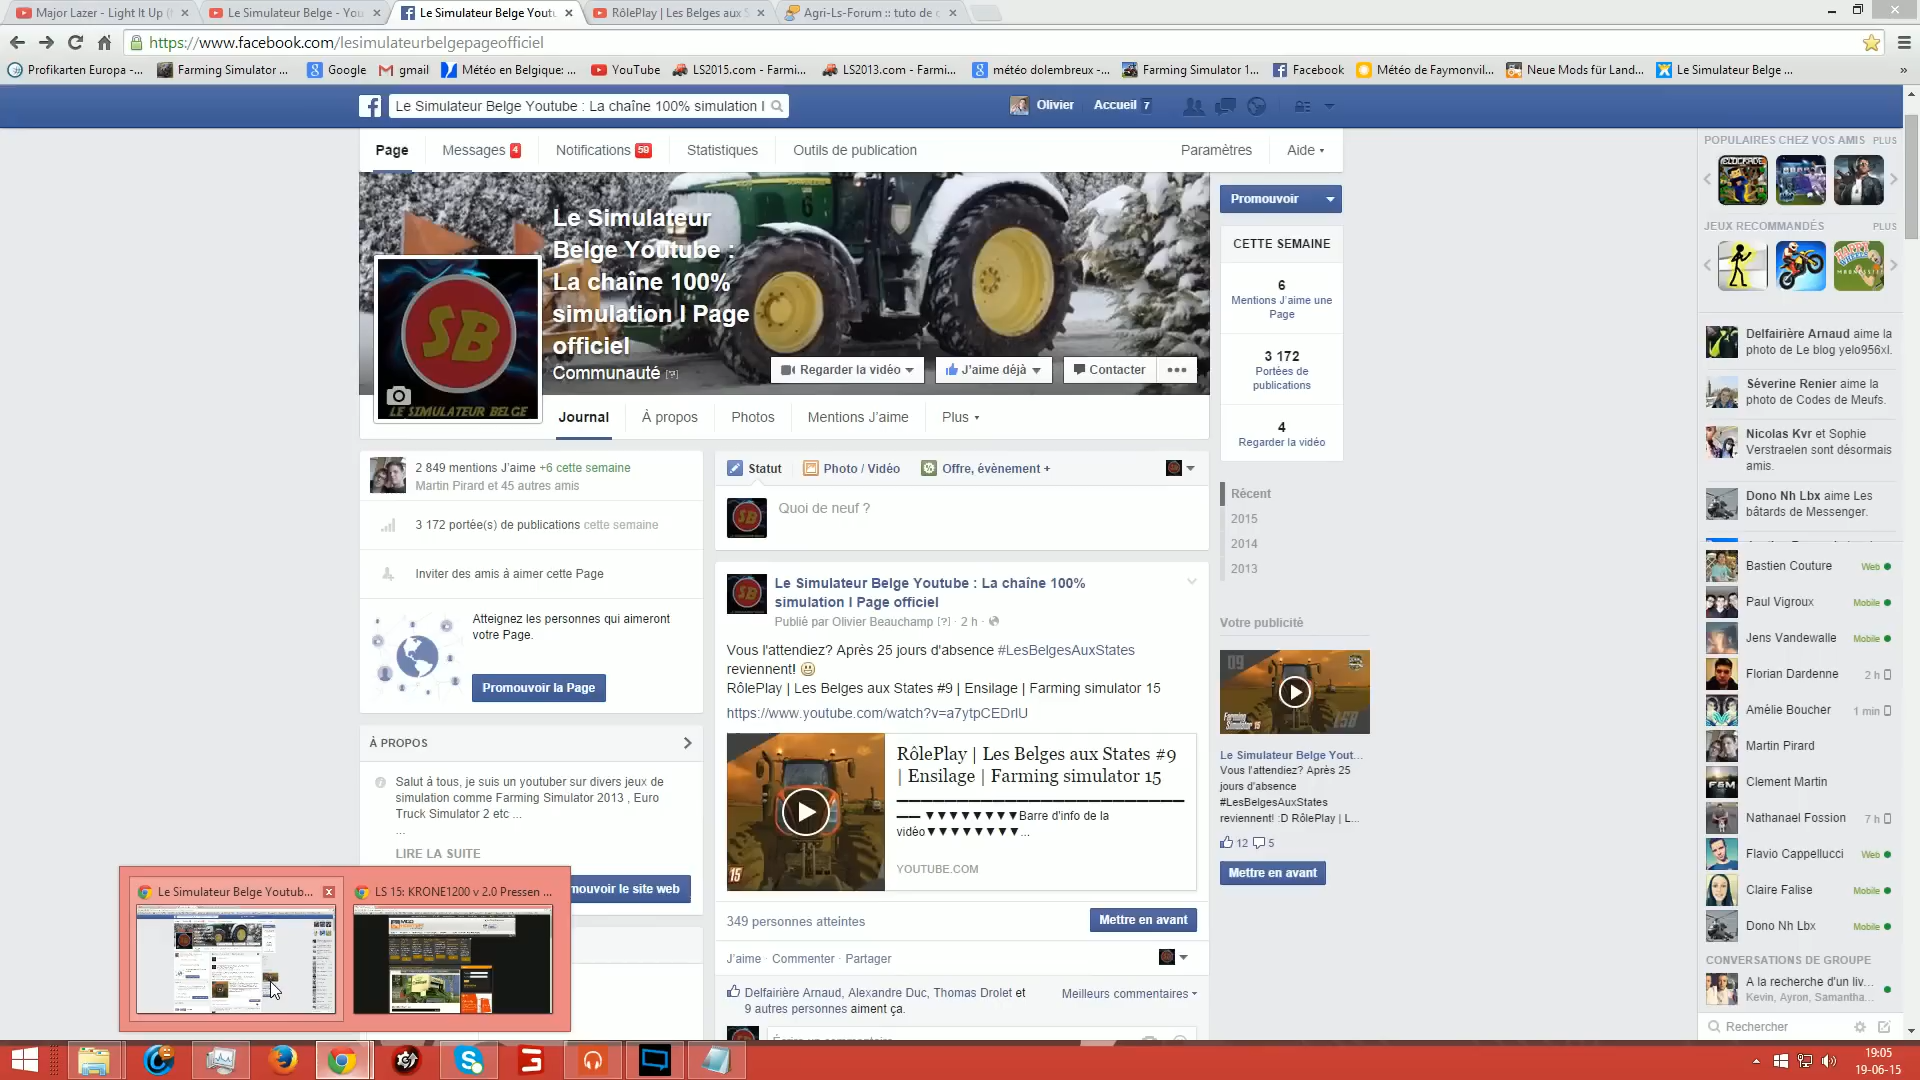 Major Lazer - Light It Up (
Le Simulateur Belge - You
Le Simulateur Belge Youtu
RôlePlay | Les Belges aux S
Agri-Ls-Forum :: tuto de
https://www.facebook.com/lesimulateurbelgepageofficiel
Profikarten Europa -...
Farming Simulator ...
Google
gmail
Météo en Belgique: ...
YouTube
LS2015.com - Farmi...
LS2013.com - Farmi...
météo dolembreux -...
Farming Simulator 1...
Facebook
Météo de Faymonvil...
Neue Mods für Land...
Le Simulateur Belge ...
»
Le Simulateur Belge Youtube : La chaîne 100% simulation I
Olivier
Accueil 7
Page
Messages 4
Notifications 59
Statistiques
Outils de publication
Paramètres
Aide
Le Simulateur
Belge Youtube :
La chaîne 100%
simulation I Page
officiel
Communauté [?]
SB
LE SIMULATEUR BELGE
Regarder la vidéo
J'aime déjà
Contacter
•••
Journal
À propos
Photos
Mentions J'aime
Plus
Promouvoir
CETTE SEMAINE
6
Mentions J'aime une
Page
3 172
Portées de
publications
4
Regarder la vidéo
Récent
2015
2014
2013
2 849 mentions J'aime +6 cette semaine
Martin Pirard et 45 autres amis
3 172 portée(s) de publications cette semaine
Inviter des amis à aimer cette Page
Atteignez les personnes qui aimeront
votre Page.
Promouvoir la Page
À PROPOS
Salut à tous, je suis un youtuber sur divers jeux de
simulation comme Farming Simulator 2013 , Euro
Truck Simulator 2 etc ...
...
LIRE LA SUITE
mouvoir le site web
Statut
Photo / Vidéo
Offre, évènement +
Quoi de neuf ?
Le Simulateur Belge Youtube : La chaîne 100%
simulation I Page officiel
Publié par Olivier Beauchamp [?] · 2 h ·
Vous l'attendiez? Après 25 jours d'absence #LesBelgesAuxStates
reviennent! 😃
RôlePlay | Les Belges aux States #9 | Ensilage | Farming simulator 15
https://www.youtube.com/watch?v=a7ytpCEDrlU
15
RôlePlay | Les Belges aux States #9
| Ensilage | Farming simulator 15
▼▼▼▼▼▼▼▼Barre d'info de la
vidéo▼▼▼▼▼▼▼▼...
YOUTUBE.COM
349 personnes atteintes
Mettre en avant
J'aime · Commenter · Partager
Delfairière Arnaud, Alexandre Duc, Thomas Drolet et
9 autres personnes aiment ça.
Meilleurs commentaires
Votre publicité
09
Le Simulateur Belge Yout...
Vous l'attendiez? Après 25
jours d'absence
#LesBelgesAuxStates
reviennent! :D RôlePlay | L...
12 5
Mettre en avant
POPULAIRES CHEZ VOS AMIS PLUS
JEUX RECOMMANDÉS PLUS
Delfairière Arnaud aime la
photo de Le blog yelo956xl.
Séverine Renier aime la
photo de Codes de Meufs.
Nicolas Kvr et Sophie
Verstraelen sont désormais
amis.
Dono Nh Lbx aime Les
bâtards de Messenger.
Bastien Couture Web
Paul Vigroux Mobile
Jens Vandewalle Mobile
Florian Dardenne 2 h
Amélie Boucher 1 min
Martin Pirard
Clement Martin
Nathanael Fossion 7 h
Flavio Cappellucci Web
Claire Falise Mobile
Dono Nh Lbx Mobile
CONVERSATIONS DE GROUPE
A la recherche d'un liv...
Kevin, Ayron, Samantha...
Rechercher
Le Simulateur Belge Youtub...
LS 15: KRONE1200 v 2.0 Pressen ...
19:05
19-06-15